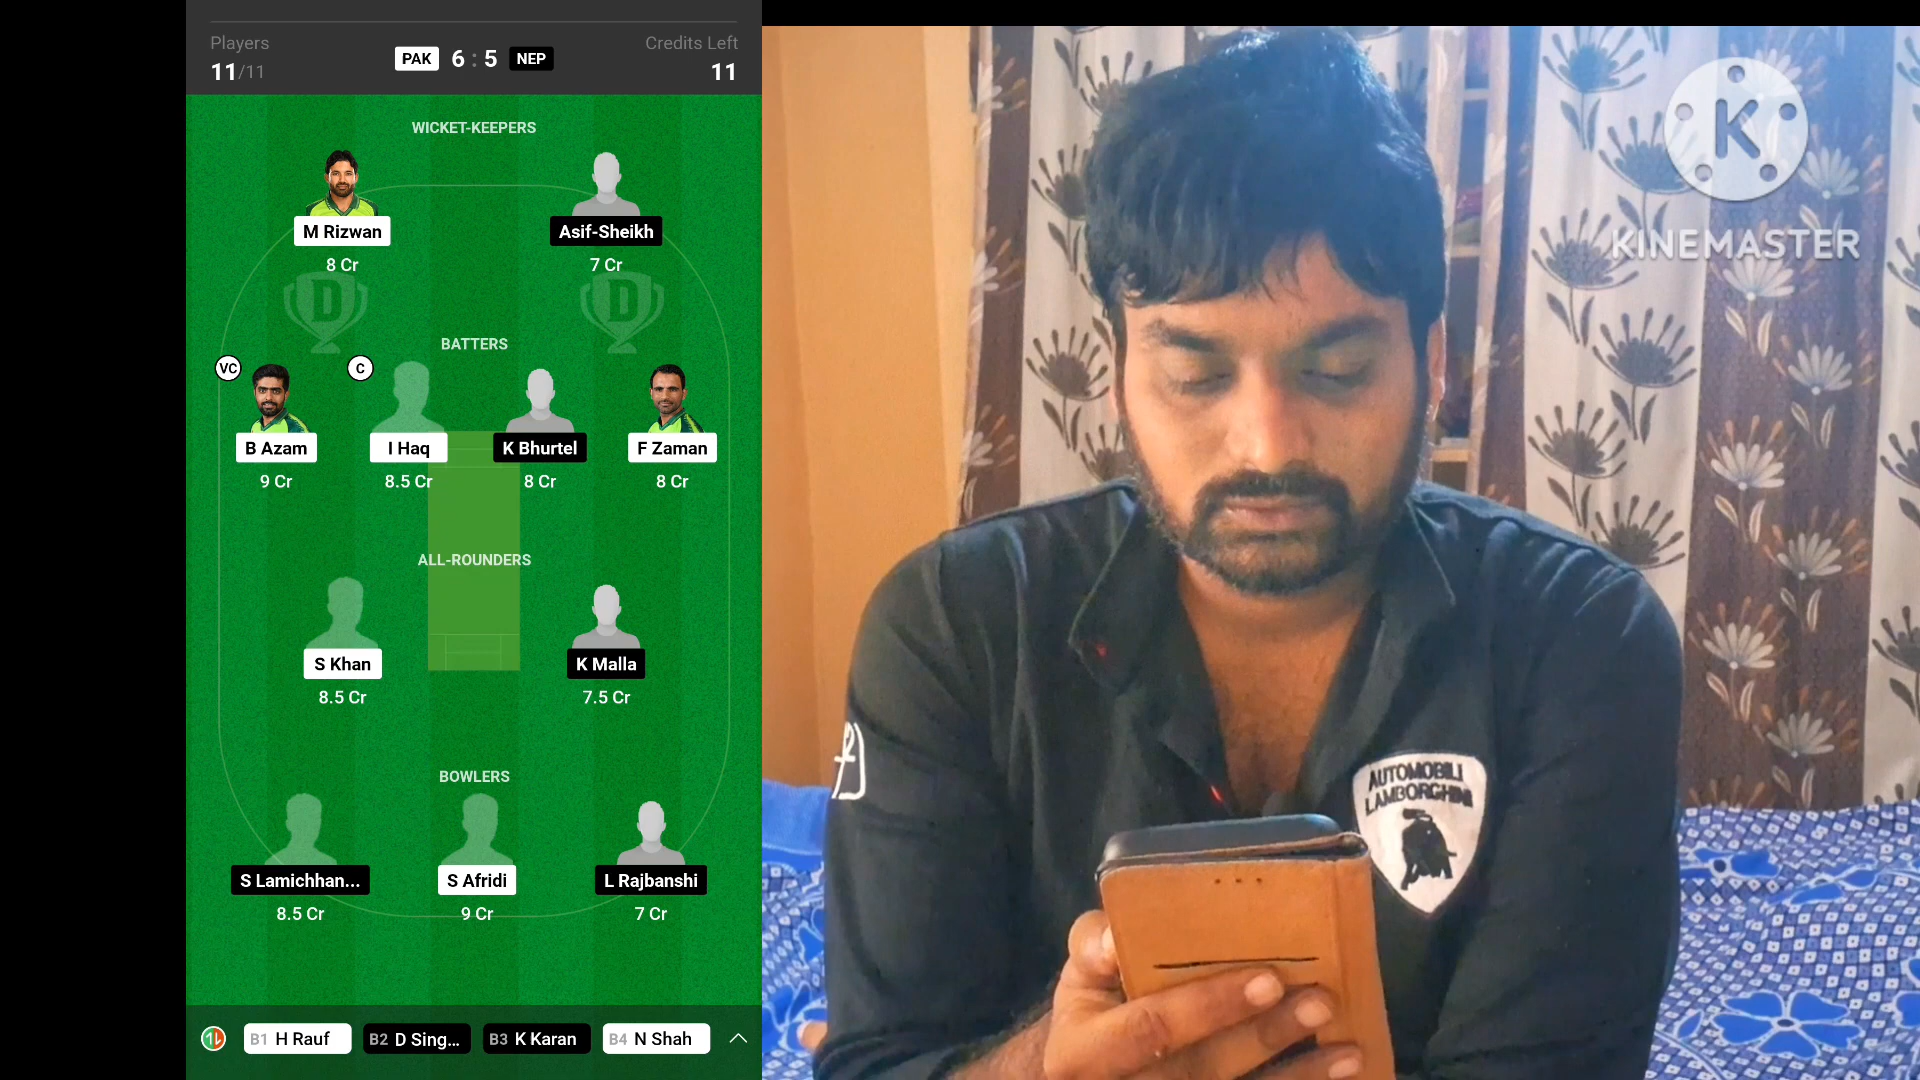 Players
11/11
PAK 6 : 5 NEP
Credits Left
11
WICKET-KEEPERS
M Rizwan
8 Cr
Asif-Sheikh
7 Cr
D
D
BATTERS
VC
B Azam
9 Cr
C
I Haq
8.5 Cr
K Bhurtel
8 Cr
F Zaman
8 Cr
ALL-ROUNDERS
S Khan
8.5 Cr
K Malla
7.5 Cr
BOWLERS
S Lamichhan...
8.5 Cr
S Afridi
9 Cr
L Rajbanshi
7 Cr
B1 H Rauf
B2 D Sing...
B3 K Karan
B4 N Shah
K
KINEMASTER
AUTOMOBILI
LAMBORGHINI